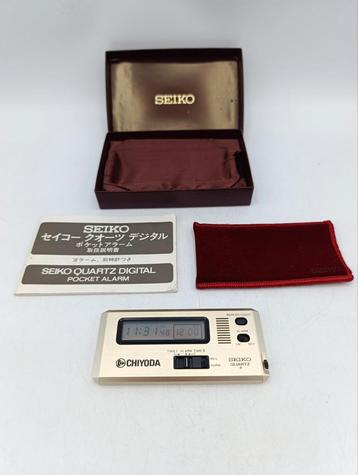 SEIKO
SEIKO
セイコー クオーツ デジタル
ポケットアラーム
取扱説明書
SEIKO QUARTZ DIGITAL
POCKET ALARM
11:31 48 12:00
ALARM
CHIYODA
SEIKO
QUARTZ